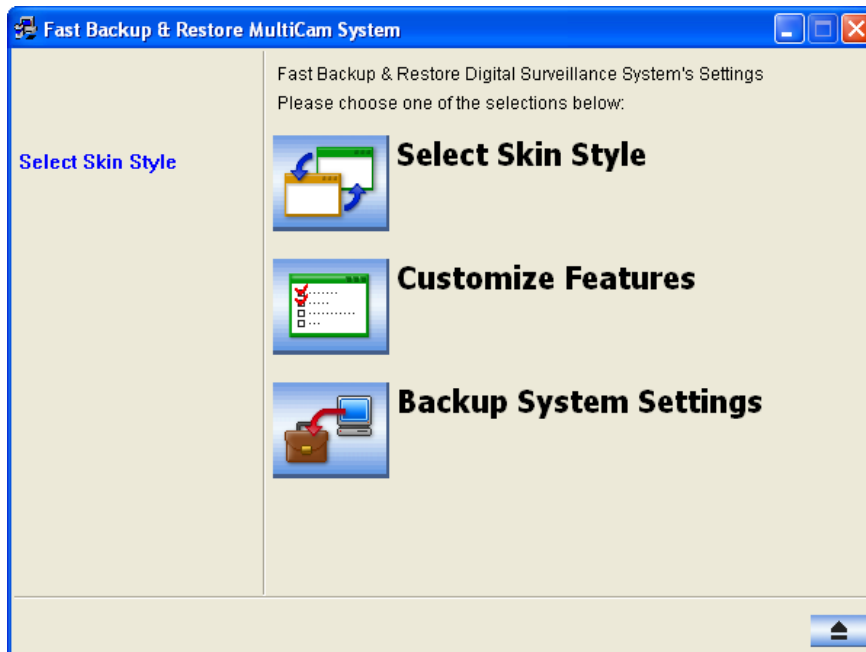 Fast Backup & Restore MultiCam System
Fast Backup & Restore Digital Surveillance System's Settings
Please choose one of the selections below:
Select Skin Style
Select Skin Style
Customize Features
Backup System Settings